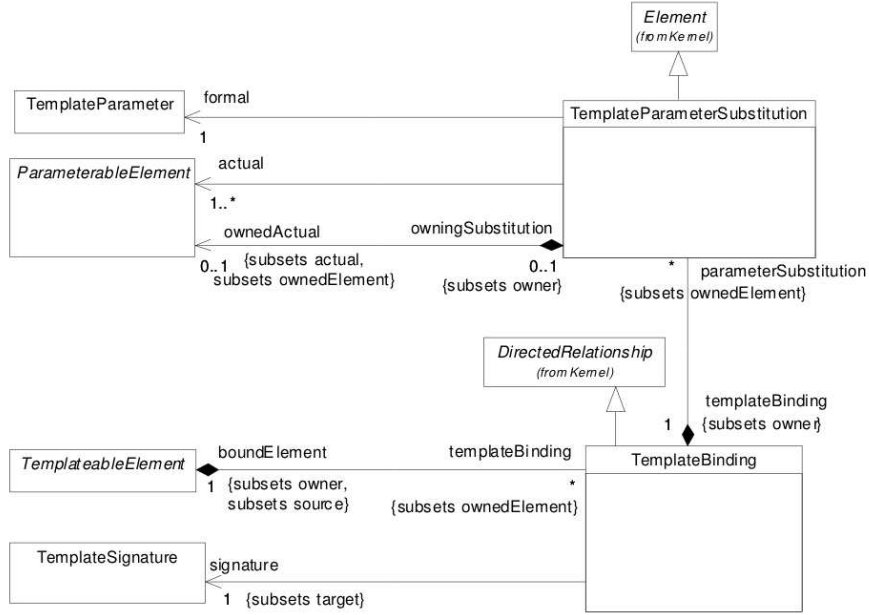 Element
(from Kernel)
TemplateParameter
formal
1
TemplateParameterSubstitution
ParameterableElement
actual
1..*
ownedActual
owningSubstitution
0..1
{subsets actual,
subsets ownedElement}
0..1
{subsets owner}
*
parameterSubstitution
{subsets ownedElement}
DirectedRelationship
(from Kernel)
templateBinding
1
{subsets owner}
TemplateableElement
boundElement
templateBinding
TemplateBinding
1
{subsets owner,
subsets source}
*
{subsets ownedElement}
TemplateSignature
signature
1
{subsets target}